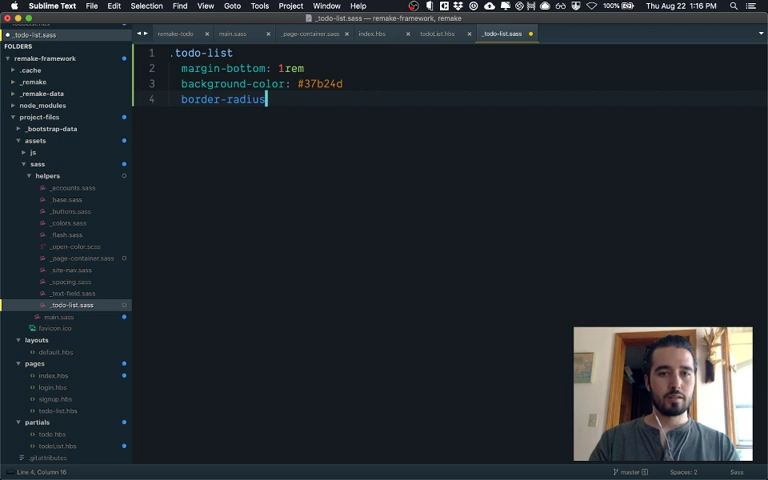 Sublime Text File Edit Selection Find View Goto Tools Project Window Help 100% Thu Aug 22 1:16 PM
_todo-list.sass — remake-framework, remake
_todo-list.sass
remake-todo main.sass _page-container.sass index.hbs todoList.hbs _todo-list.sass
FOLDERS
remake-framework
.cache
_remake
_remake-data
node_modules
project-files
_bootstrap-data
assets
js
sass
helpers
_accounts.sass
_base.sass
_buttons.sass
_colors.sass
_flash.sass
_open-color.scss
_page-container.sass
_site-nav.sass
_spacing.sass
_text-field.sass
_todo-list.sass
main.sass
favicon.ico
layouts
default.hbs
pages
index.hbs
login.hbs
signup.hbs
todo-list.hbs
partials
todo.hbs
todoList.hbs
.gitattributes
1 .todo-list
2 margin-bottom: 1rem
3 background-color: #37b24d
4 border-radius
Line 4, Column 16 master Spaces: 2 Sass